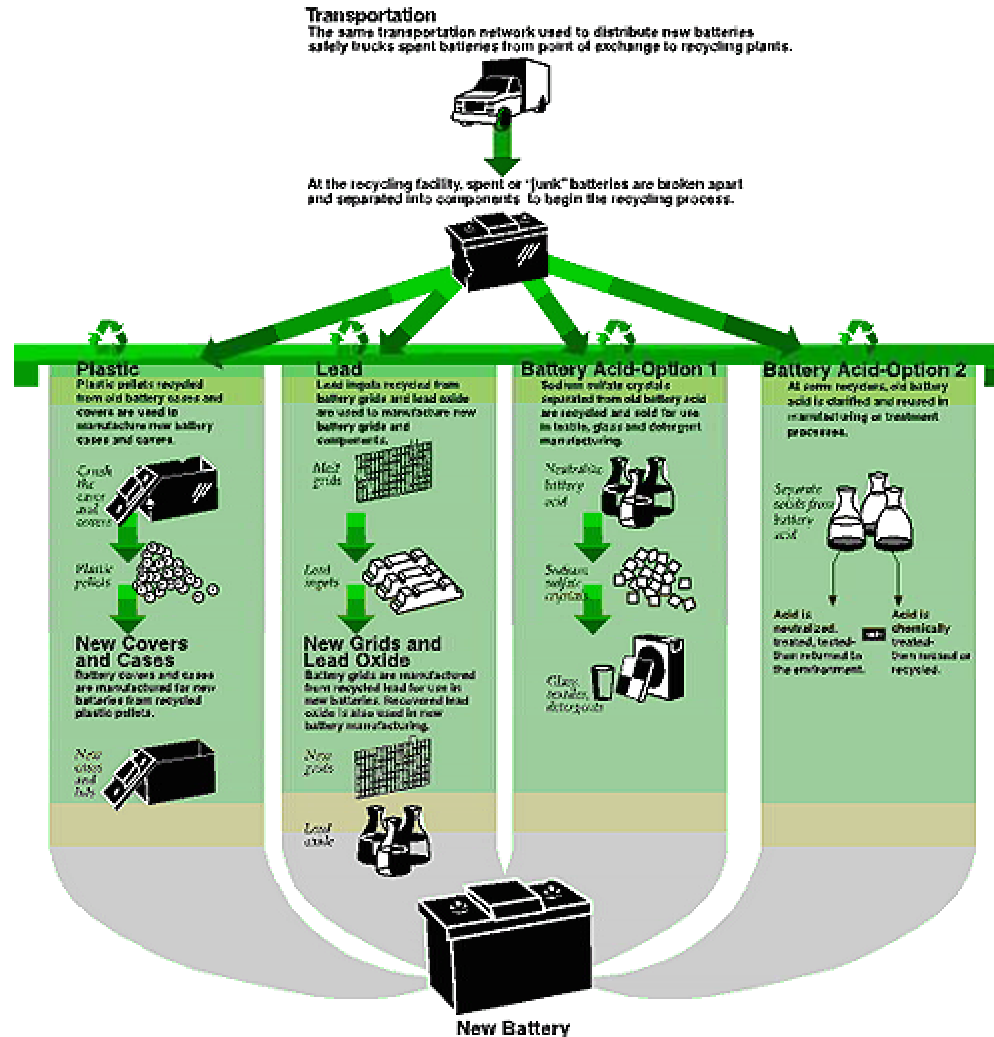 Transportation
The same transportation network used to distribute new batteries
safely trucks spent batteries from point of exchange to recycling plants.
At the recycling facility, spent or "junk" batteries are broken apart
and separated into components to begin the recycling process.
Plastic
Plastic pellets recycled
from old battery cases and
covers are used to
manufacture new battery
cases and covers.
Crush
the
cover
and
covers
Plastic
pellets
New Covers
and Cases
Battery covers and cases
are manufactured for new
batteries from recycled
plastic pellets.
New
cases
and
lids
Lead
Lead ingots recycled from
battery grids and lead oxide
are used to manufacture new
battery grids and
components.
Melt
grids
Lead
ingots
New Grids and
Lead Oxide
Battery grids are manufactured
from recycled lead for use in
new batteries. Recovered lead
oxide is also used in new
battery manufacturing.
New
grids
Lead
oxide
Battery Acid-Option 1
Sodium sulfate crystals
separated from old battery acid
are recycled and sold for use
in textile, glass and detergent
manufacturing.
Neutralize
battery
acid
Sodium
sulfate
crystals
Glass,
textiles,
detergents
Battery Acid-Option 2
At some recyclers, old battery
acid is clarified and reused in
manufacturing or treatment
processes.
Separate
solids from
battery
acid
Acid is
neutralized,
treated, tested-
then returned to
the environment.
Acid is
chemically
treated-
then reused or
recycled.
New Battery